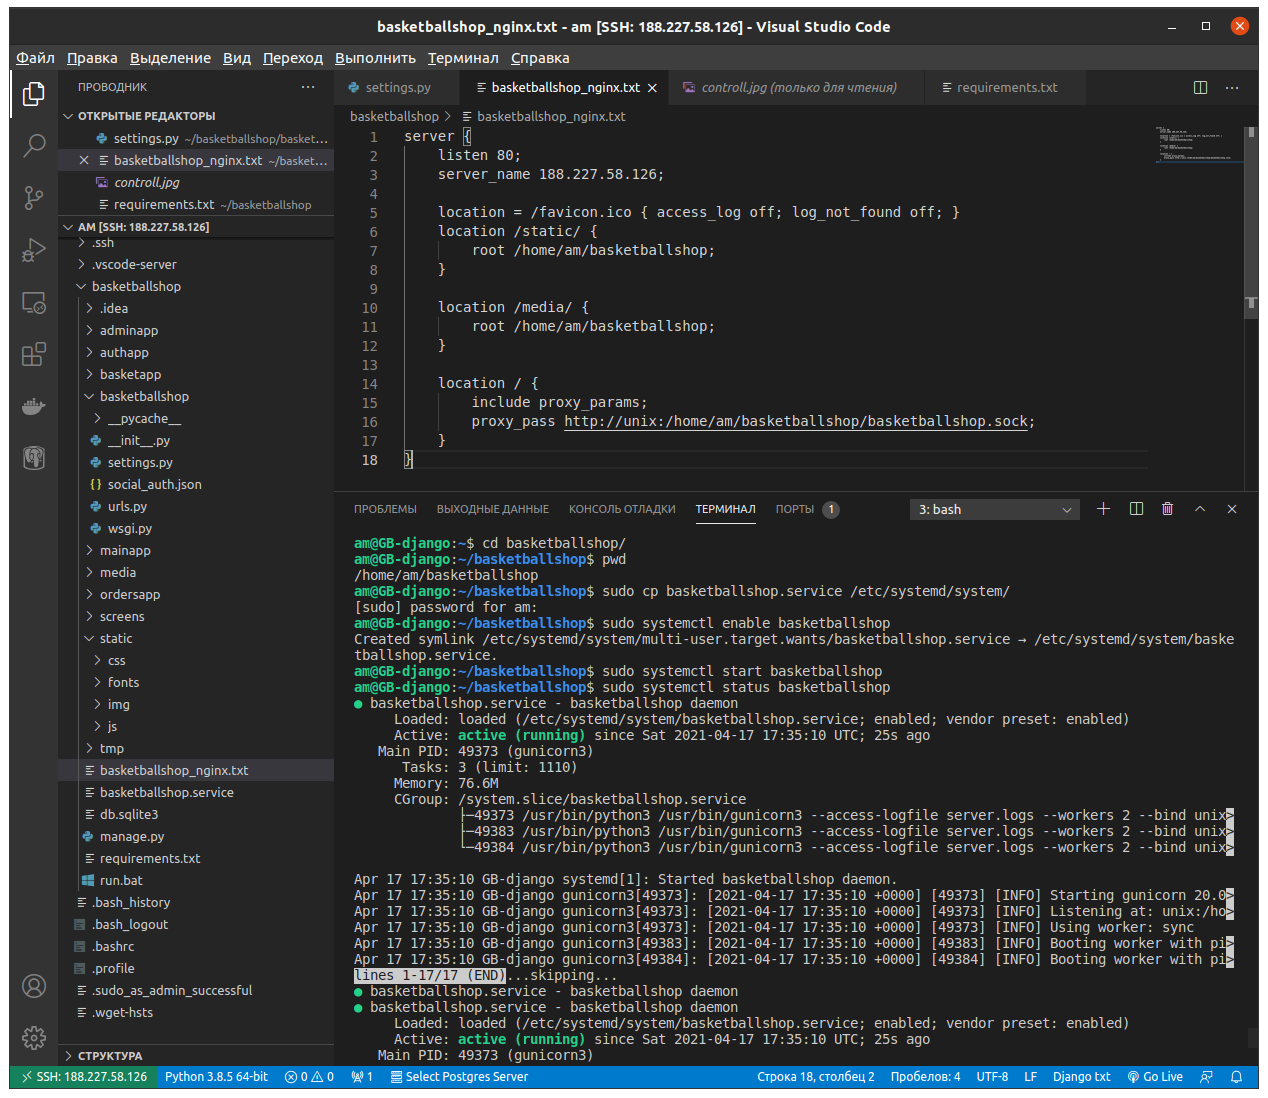 basketballshop_nginx.txt - am [SSH: 188.227.58.126] - Visual Studio Code
Файл Правка Выделение Вид Переход Выполнить Терминал Справка
ПРОВОДНИК
ОТКРЫТЫЕ РЕДАКТОРЫ
settings.py ~/basketballshop/basket...
basketballshop_nginx.txt ~/basket...
controll.jpg
requirements.txt ~/basketballshop
AM [SSH: 188.227.58.126]
.ssh
.vscode-server
basketballshop
.idea
adminapp
authapp
basketapp
basketballshop
__pycache__
__init__.py
settings.py
social_auth.json
urls.py
wsgi.py
mainapp
media
ordersapp
screens
static
css
fonts
img
js
tmp
basketballshop_nginx.txt
basketballshop.service
db.sqlite3
manage.py
requirements.txt
run.bat
.bash_history
.bash_logout
.bashrc
.profile
.sudo_as_admin_successful
.wget-hsts
СТРУКТУРА
settings.py basketballshop_nginx.txt controll.jpg (только для чтения) requirements.txt
basketballshop > basketballshop_nginx.txt
1 server {
2 listen 80;
3 server_name 188.227.58.126;
4
5 location = /favicon.ico { access_log off; log_not_found off; }
6 location /static/ {
7 root /home/am/basketballshop;
8 }
9
10 location /media/ {
11 root /home/am/basketballshop;
12 }
13
14 location / {
15 include proxy_params;
16 proxy_pass http://unix:/home/am/basketballshop/basketballshop.sock;
17 }
18 }
ПРОБЛЕМЫ ВЫХОДНЫЕ ДАННЫЕ КОНСОЛЬ ОТЛАДКИ ТЕРМИНАЛ ПОРТЫ 1 3: bash
am@GB-django:~$ cd basketballshop/
am@GB-django:~/basketballshop$ pwd
/home/am/basketballshop
am@GB-django:~/basketballshop$ sudo cp basketballshop.service /etc/systemd/system/
[sudo] password for am:
am@GB-django:~/basketballshop$ sudo systemctl enable basketballshop
Created symlink /etc/systemd/system/multi-user.target.wants/basketballshop.service → /etc/systemd/system/baske
tballshop.service.
am@GB-django:~/basketballshop$ sudo systemctl start basketballshop
am@GB-django:~/basketballshop$ sudo systemctl status basketballshop
● basketballshop.service - basketballshop daemon
Loaded: loaded (/etc/systemd/system/basketballshop.service; enabled; vendor preset: enabled)
Active: active (running) since Sat 2021-04-17 17:35:10 UTC; 25s ago
Main PID: 49373 (gunicorn3)
Tasks: 3 (limit: 1110)
Memory: 76.6M
CGroup: /system.slice/basketballshop.service
├─49373 /usr/bin/python3 /usr/bin/gunicorn3 --access-logfile server.logs --workers 2 --bind unix>
├─49383 /usr/bin/python3 /usr/bin/gunicorn3 --access-logfile server.logs --workers 2 --bind unix>
└─49384 /usr/bin/python3 /usr/bin/gunicorn3 --access-logfile server.logs --workers 2 --bind unix>
Apr 17 17:35:10 GB-django systemd[1]: Started basketballshop daemon.
Apr 17 17:35:10 GB-django gunicorn3[49373]: [2021-04-17 17:35:10 +0000] [49373] [INFO] Starting gunicorn 20.0>
Apr 17 17:35:10 GB-django gunicorn3[49373]: [2021-04-17 17:35:10 +0000] [49373] [INFO] Listening at: unix:/ho>
Apr 17 17:35:10 GB-django gunicorn3[49373]: [2021-04-17 17:35:10 +0000] [49373] [INFO] Using worker: sync
Apr 17 17:35:10 GB-django gunicorn3[49383]: [2021-04-17 17:35:10 +0000] [49383] [INFO] Booting worker with pi>
Apr 17 17:35:10 GB-django gunicorn3[49384]: [2021-04-17 17:35:10 +0000] [49384] [INFO] Booting worker with pi>
lines 1-17/17 (END)...skipping...
● basketballshop.service - basketballshop daemon
● basketballshop.service - basketballshop daemon
Loaded: loaded (/etc/systemd/system/basketballshop.service; enabled; vendor preset: enabled)
Active: active (running) since Sat 2021-04-17 17:35:10 UTC; 25s ago
Main PID: 49373 (gunicorn3)
SSH: 188.227.58.126 Python 3.8.5 64-bit 0 0 1 Select Postgres Server Строка 18, столбец 2 Пробелов: 4 UTF-8 LF Django txt Go Live